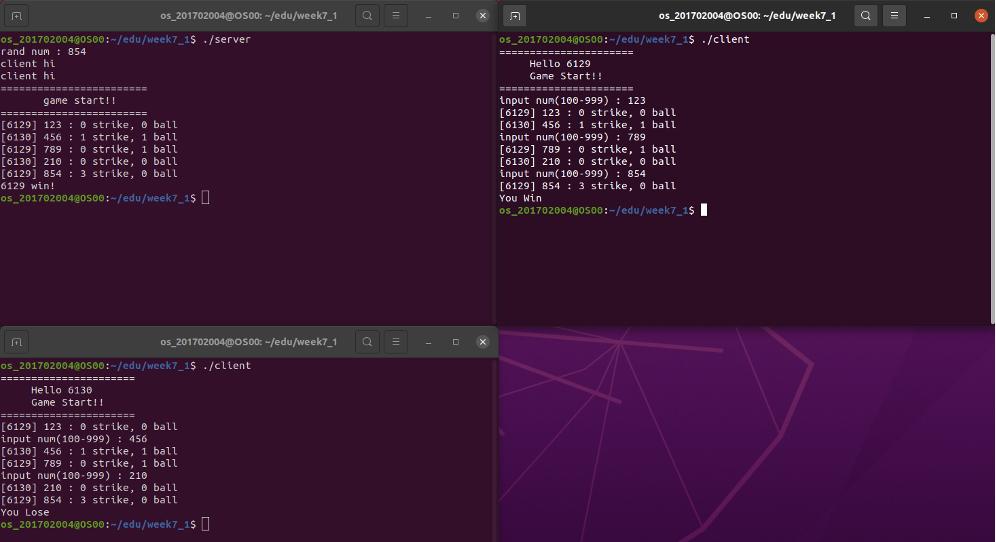 os_201702004@OS00: ~/edu/week7_1
os_201702004@OS00:~/edu/week7_1$ ./server
rand num : 854
client hi
client hi
========================
game start!!
========================
[6129] 123 : 0 strike, 0 ball
[6130] 456 : 1 strike, 1 ball
[6129] 789 : 0 strike, 1 ball
[6130] 210 : 0 strike, 0 ball
[6129] 854 : 3 strike, 0 ball
6129 win!
os_201702004@OS00:~/edu/week7_1$
os_201702004@OS00: ~/edu/week7_1
os_201702004@OS00:~/edu/week7_1$ ./client
======================
Hello 6129
Game Start!!
======================
input num(100-999) : 123
[6129] 123 : 0 strike, 0 ball
[6130] 456 : 1 strike, 1 ball
input num(100-999) : 789
[6129] 789 : 0 strike, 1 ball
[6130] 210 : 0 strike, 0 ball
input num(100-999) : 854
[6129] 854 : 3 strike, 0 ball
You Win
os_201702004@OS00:~/edu/week7_1$
os_201702004@OS00: ~/edu/week7_1
os_201702004@OS00:~/edu/week7_1$ ./client
======================
Hello 6130
Game Start!!
======================
[6129] 123 : 0 strike, 0 ball
input num(100-999) : 456
[6130] 456 : 1 strike, 1 ball
[6129] 789 : 0 strike, 1 ball
input num(100-999) : 210
[6130] 210 : 0 strike, 0 ball
[6129] 854 : 3 strike, 0 ball
You Lose
os_201702004@OS00:~/edu/week7_1$